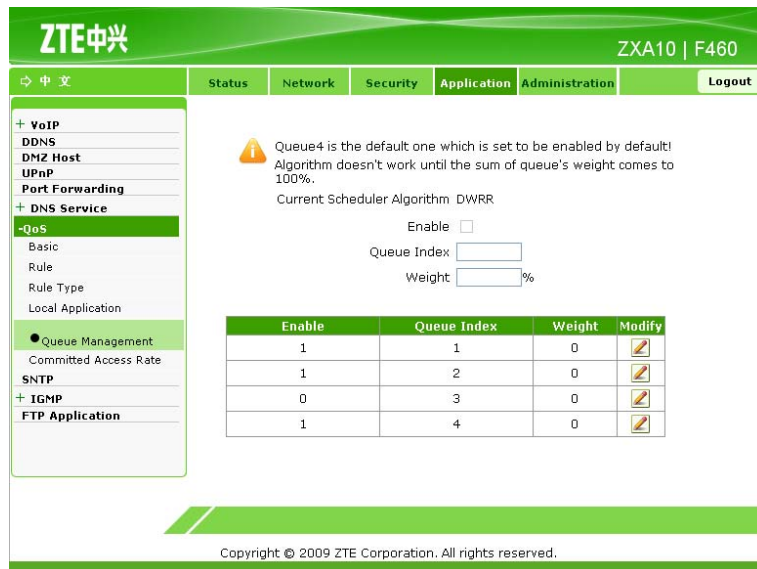 ZTE中兴
ZXA10 | F460
中 文
Status Network Security Application Administration Logout
+ VoIP
DDNS
DMZ Host
UPnP
Port Forwarding
+ DNS Service
-QoS
Basic
Rule
Rule Type
Local Application
Queue Management
Committed Access Rate
SNTP
+ IGMP
FTP Application
Queue4 is the default one which is set to be enabled by default!
Algorithm doesn't work until the sum of queue's weight comes to
100%.
Current Scheduler Algorithm DWRR
Enable
Queue Index
Weight %
Enable Queue Index Weight Modify
1 1 0
1 2 0
0 3 0
1 4 0
Copyright © 2009 ZTE Corporation. All rights reserved.